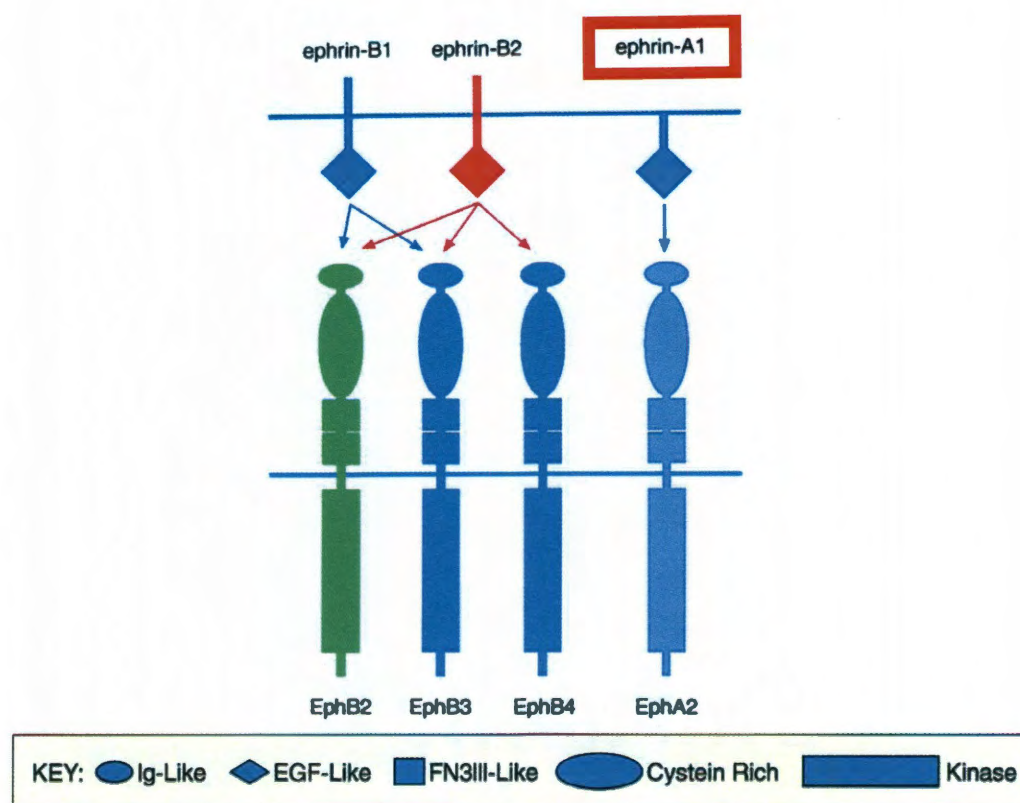 ephrin-B1 ephrin-B2 ephrin-A1
EphB2 EphB3 EphB4 EphA2
KEY: Ig-Like EGF-Like FN3III-Like Cystein Rich Kinase